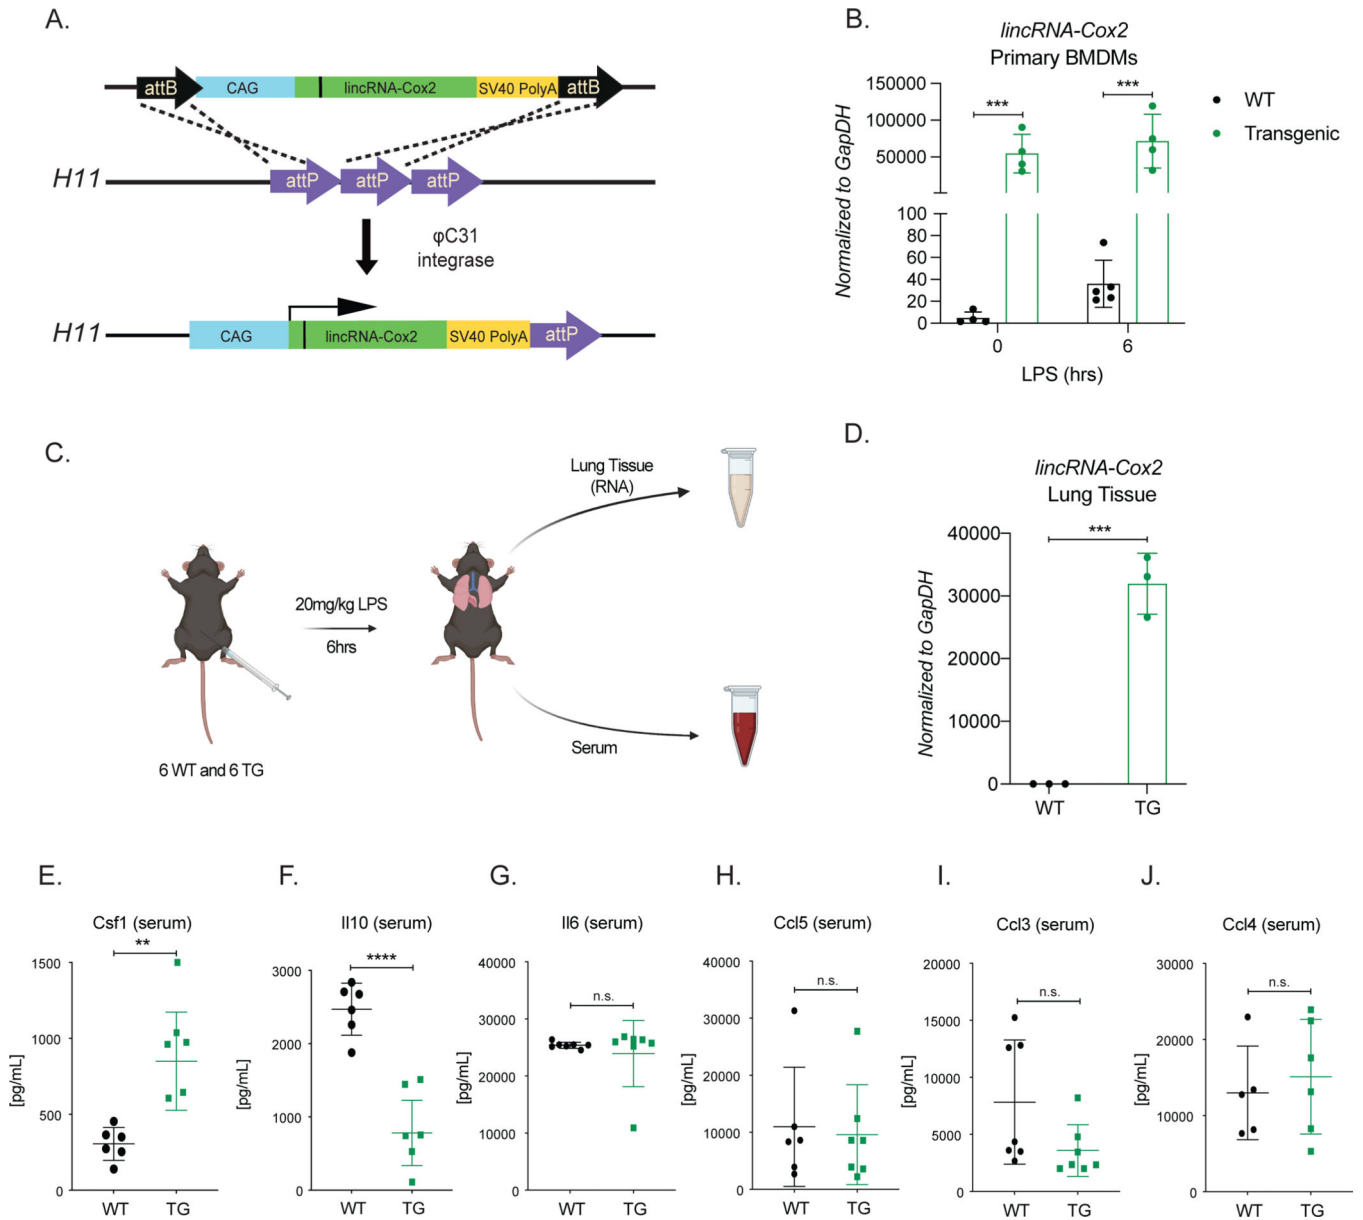 A.
attB
CAG
lincRNA-Cox2
SV40 PolyA
attB
H11
attP
attP
attP
φC31
integrase
H11
CAG
lincRNA-Cox2
SV40 PolyA
attP
B.
lincRNA-Cox2
Primary BMDMs
Normalized to GapDH
150000
100000
50000
100
80
60
40
20
0
***
***
0
6
LPS (hrs)
WT
Transgenic
C.
6 WT and 6 TG
20mg/kg LPS
6hrs
Lung Tissue
(RNA)
Serum
D.
lincRNA-Cox2
Lung Tissue
Normalized to GapDH
40000
30000
20000
10000
0
***
WT
TG
E.
Csf1 (serum)
**
[pg/mL]
1500
1000
500
0
WT
TG
F.
Il10 (serum)
****
[pg/mL]
3000
2000
1000
0
WT
TG
G.
Il6 (serum)
n.s.
[pg/mL]
40000
30000
20000
10000
0
WT
TG
H.
Ccl5 (serum)
n.s.
[pg/mL]
40000
30000
20000
10000
0
WT
TG
I.
Ccl3 (serum)
n.s.
[pg/mL]
20000
15000
10000
5000
0
WT
TG
J.
Ccl4 (serum)
n.s.
[pg/mL]
30000
20000
10000
0
WT
TG